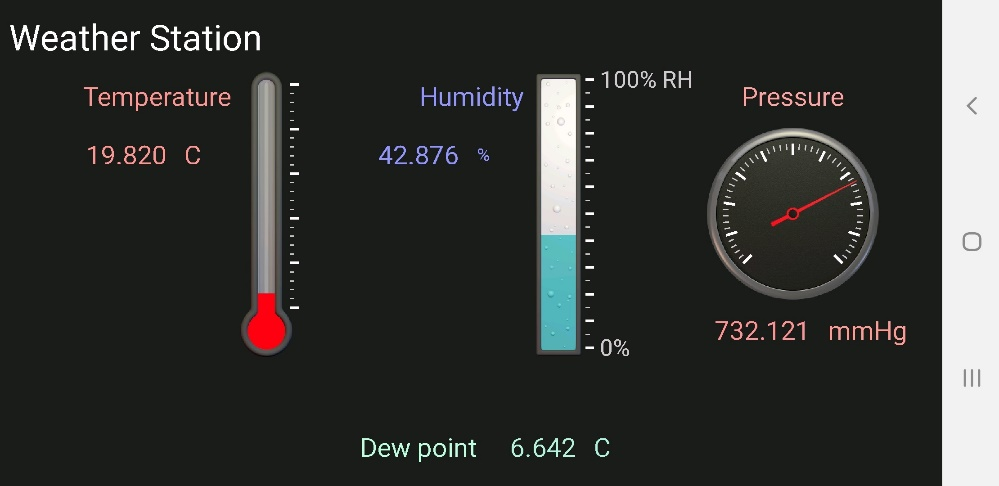 Weather Station
Temperature
19.820 C
Humidity
42.876 %
100% RH
0%
Pressure
732.121 mmHg
Dew point 6.642 C